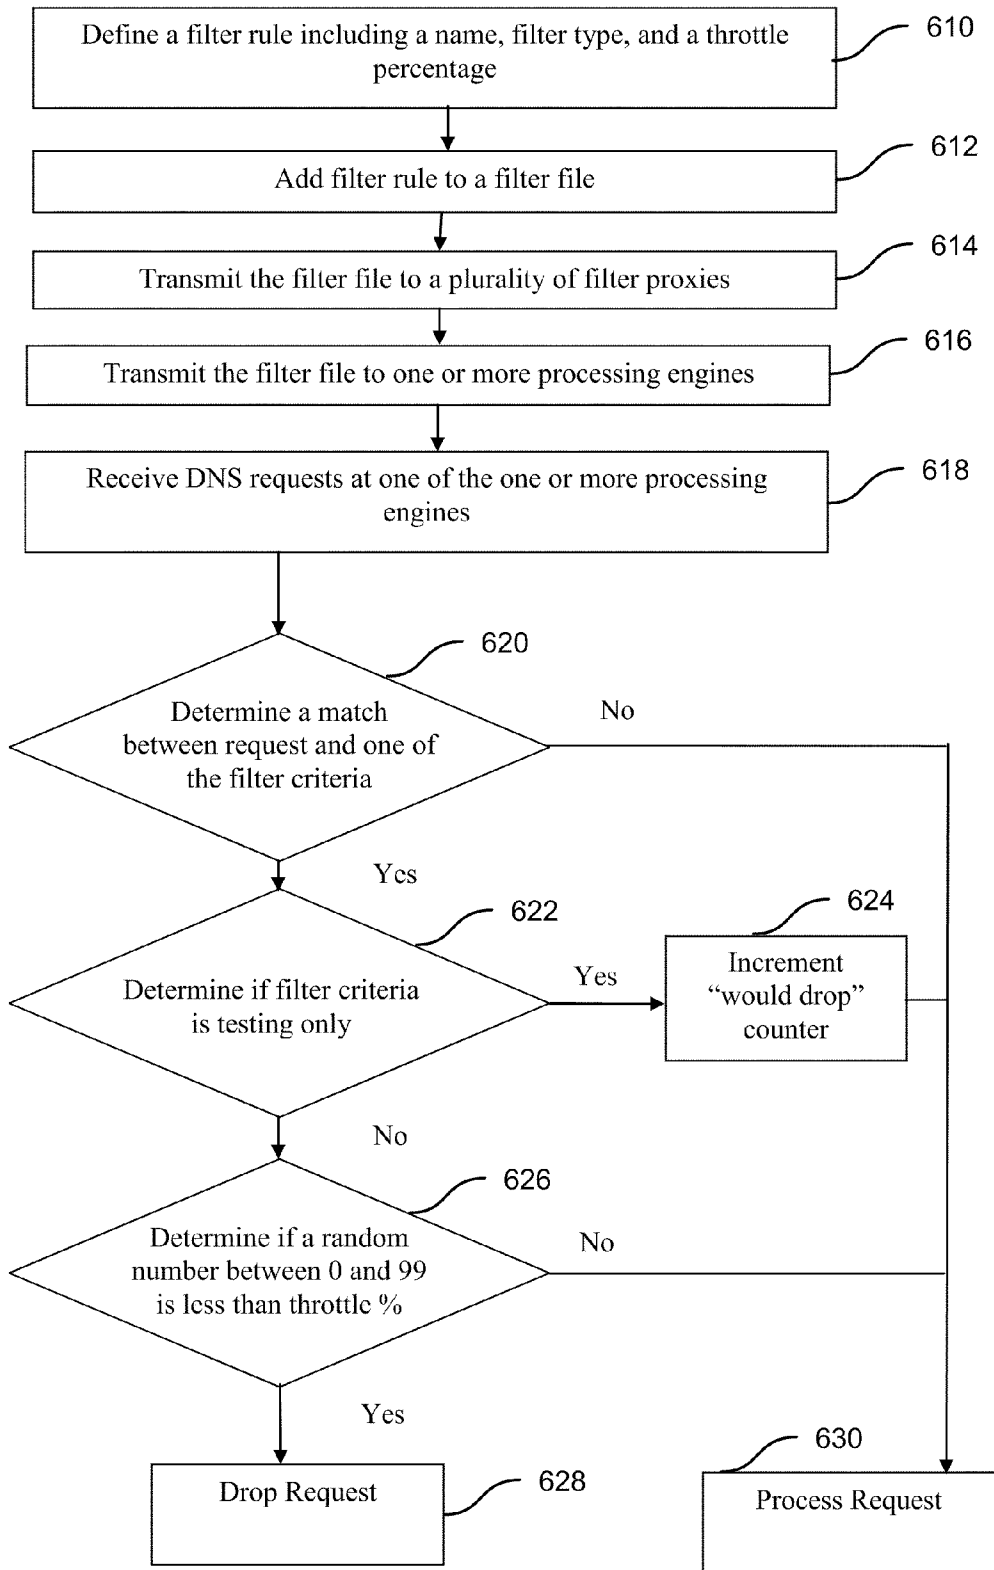 Define a filter rule including a name, filter type, and a throttle
percentage
610
Add filter rule to a filter file
612
Transmit the filter file to a plurality of filter proxies
614
Transmit the filter file to one or more processing engines
616
Receive DNS requests at one of the one or more processing
engines
618
620
Determine a match
between request and one of
the filter criteria
No
Yes
622
Determine if filter criteria
is testing only
Yes
624
Increment
“would drop”
counter
No
626
Determine if a random
number between 0 and 99
is less than throttle %
No
Yes
Drop Request
628
630
Process Request